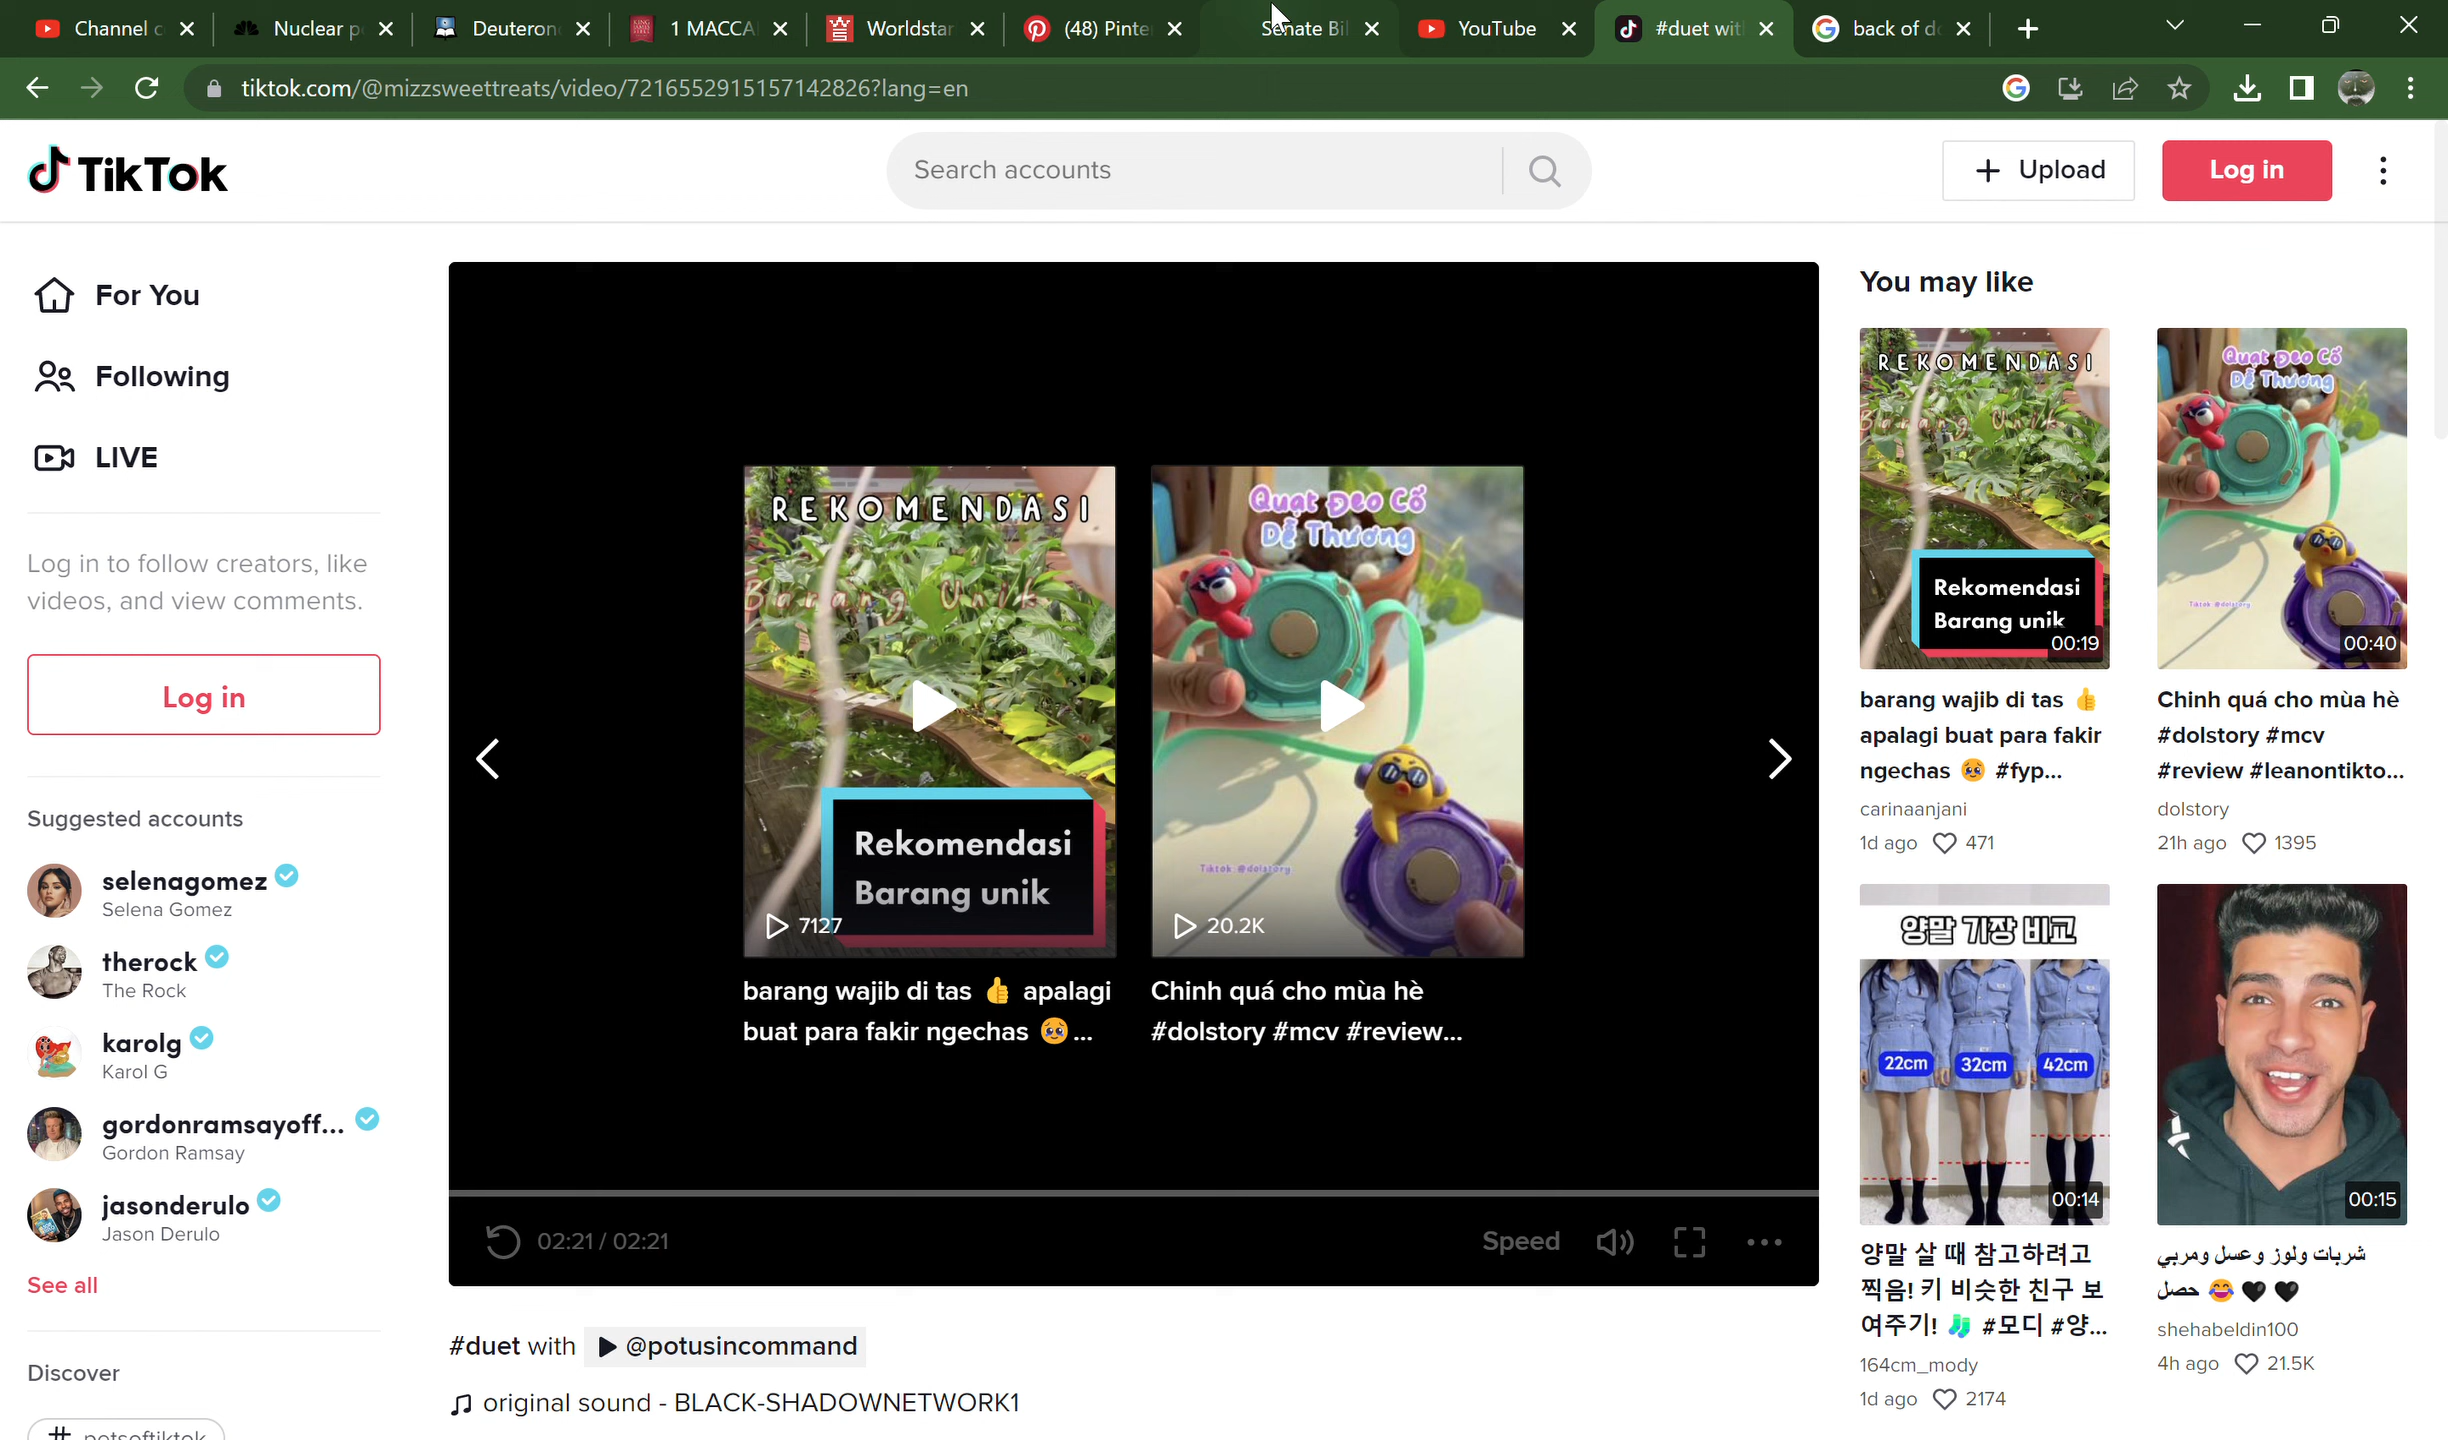 Channel c
Nuclear p
Deuteron
1 MACCA
Worldstar
(48) Pinte
Senate Bil
YouTube
#duet wit
back of d
tiktok.com/@mizzsweettreats/video/7216552915157142826?lang=en
TikTok
Search accounts
Upload
Log in
For You
Following
LIVE
Log in to follow creators, like
videos, and view comments.
Log in
Suggested accounts
selenagomez
Selena Gomez
therock
The Rock
karolg
Karol G
gordonramsayoff...
Gordon Ramsay
jasonderulo
Jason Derulo
See all
Discover
# petsoftiktok
REKOMENDASI
Barang Unik
Rekomendasi
Barang unik
7127
barang wajib di tas 👍 apalagi
buat para fakir ngechas 🥺...
Quạt Đeo Cổ
Dễ Thương
Tiktok @dolstory
20.2K
Chinh quá cho mùa hè
#dolstory #mcv #review...
02:21 / 02:21
Speed
#duet with @potusincommand
original sound - BLACK-SHADOWNETWORK1
You may like
REKOMENDASI
Barang Unik
Rekomendasi
Barang unik
00:19
barang wajib di tas 👍
apalagi buat para fakir
ngechas 🥺 #fyp...
carinaanjani
1d ago 471
Quạt Đeo Cổ
Dễ Thương
Tiktok @dolstory
00:40
Chinh quá cho mùa hè
#dolstory #mcv
#review #leanontikto...
dolstory
21h ago 1395
양말 기장 비교
22cm
32cm
42cm
00:14
양말 살 때 참고하려고
찍음! 키 비슷한 친구 보
여주기! 🧦 #모디 #양...
164cm_mody
1d ago 2174
00:15
شربات ولوز وعسل ومربي
حصل 😂 🖤 🖤
shehabeldin100
4h ago 21.5K